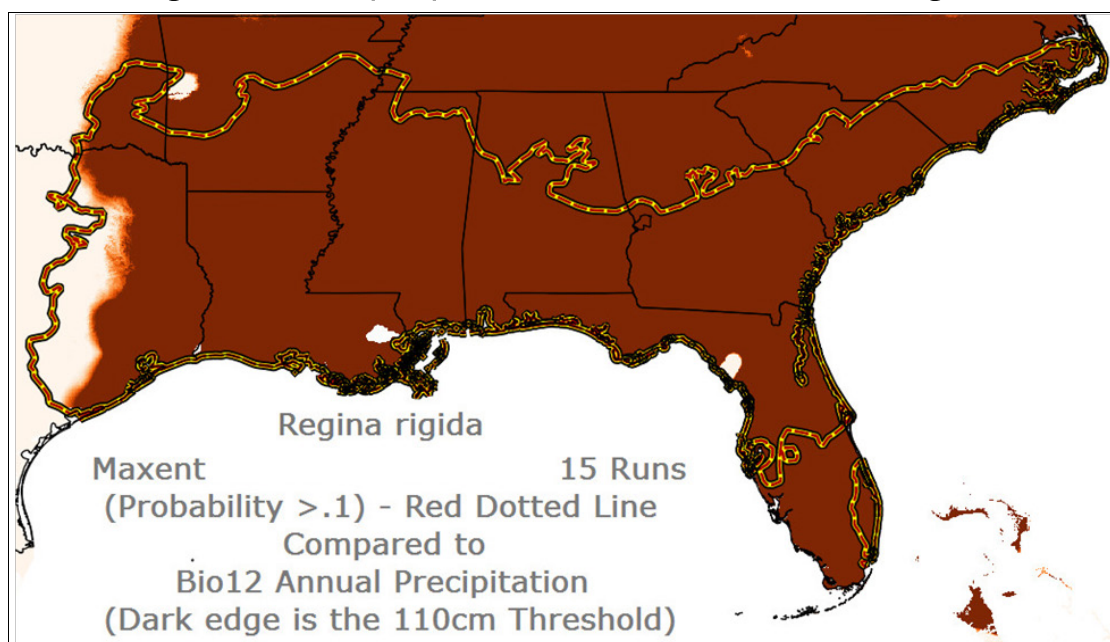 Regina rigida
Maxent 15 Runs
(Probability >.1) - Red Dotted Line
Compared to
Bio12 Annual Precipitation
(Dark edge is the 110cm Threshold)